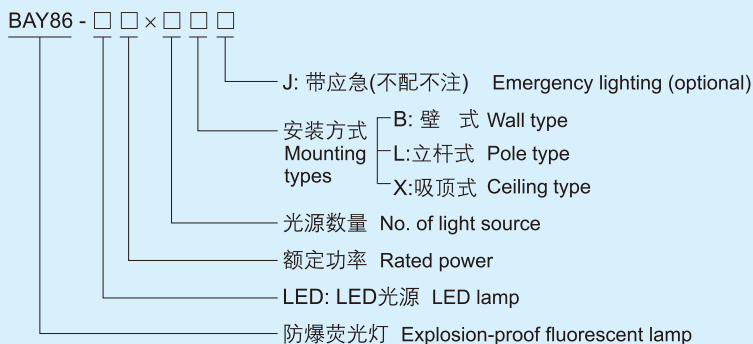 BAY86-□□×□□□
J: 带应急(不配不注) Emergency lighting (optional)
安装方式
Mounting
types
B: 壁 式 Wall type
L:立杆式 Pole type
X:吸顶式 Ceiling type
光源数量 No. of light source
额定功率 Rated power
LED: LED光源 LED lamp
防爆荧光灯 Explosion-proof fluorescent lamp